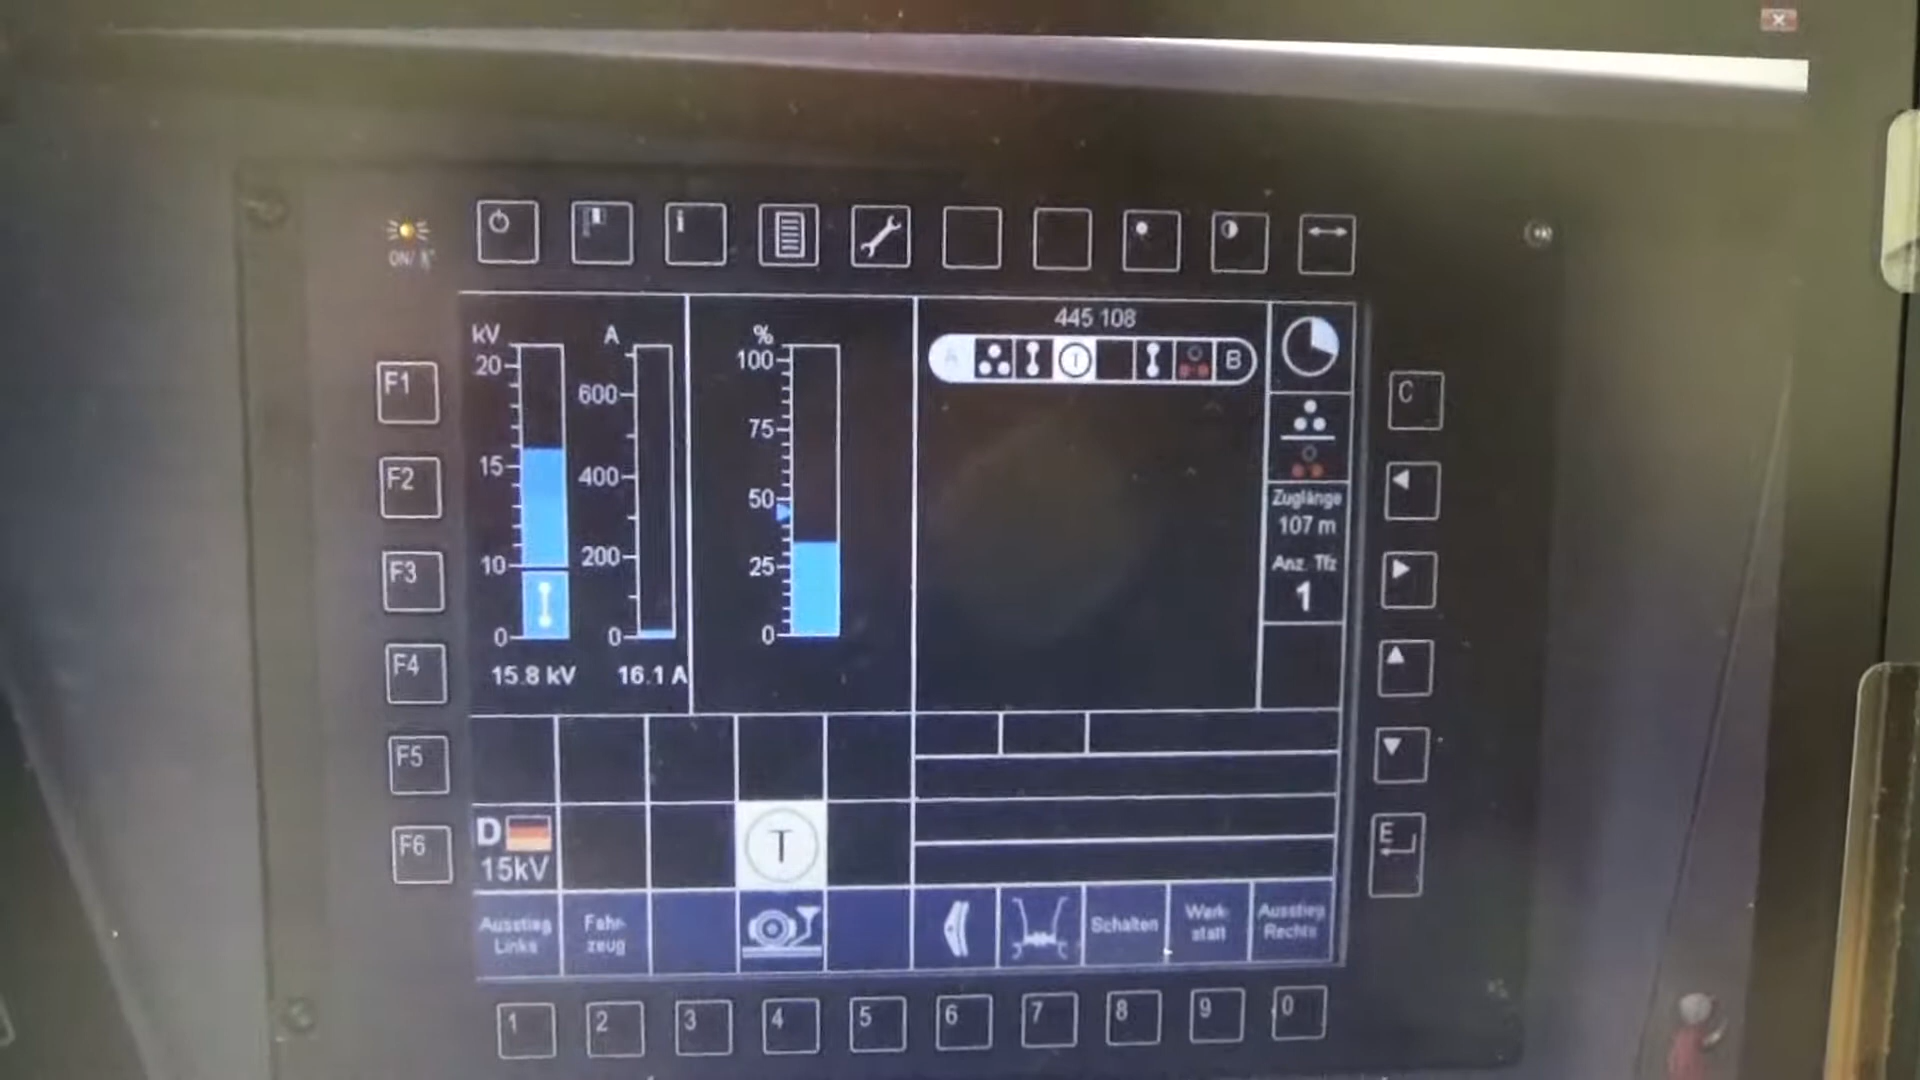 ON/
i
kV
A
%
445 108
20
600
100
A
T
B
F1
C
75
15
F2
400
50
Zuglänge
107 m
10
F3
200
25
Anz. Tfz
1
0
0
0
F4
15.8 kV
16.1 A
F5
D
15kV
T
F6
E
Ausstieg
Links
Fahr-
zeug
Schalten
Werk-
statt
Ausstieg
Rechts
1
2
3
4
5
6
7
8
9
0